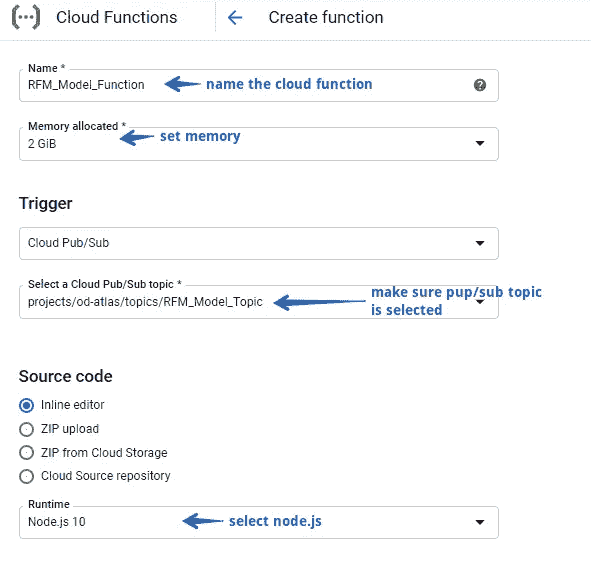 Cloud Functions
Create function
Name *
RFM_Model_Function
name the cloud function
Memory allocated *
2 GiB
set memory
Trigger
Cloud Pub/Sub
Select a Cloud Pub/Sub topic *
projects/od-atlas/topics/RFM_Model_Topic
make sure pup/sub topic
is selected
Source code
Inline editor
ZIP upload
ZIP from Cloud Storage
Cloud Source repository
Runtime
Node.js 10
select node.js